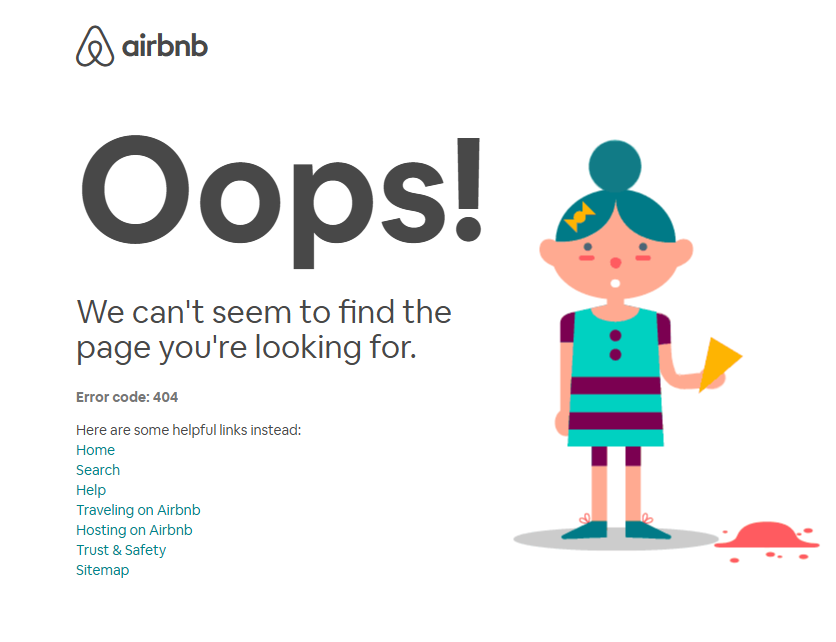 airbnb
Oops!
We can't seem to find the
page you're looking for.
Error code: 404
Here are some helpful links instead:
Home
Search
Help
Traveling on Airbnb
Hosting on Airbnb
Trust & Safety
Sitemap